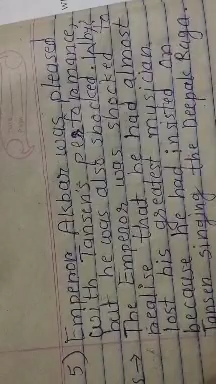 5) Emperor Akbar was pleased
with Tansen's performance,
but he was also shocked. Why?
s→ The Emperor was shocked to
realise that he had almost
lost his greatest musician
because He had insisted on
Tansen singing the Deepak Raga.